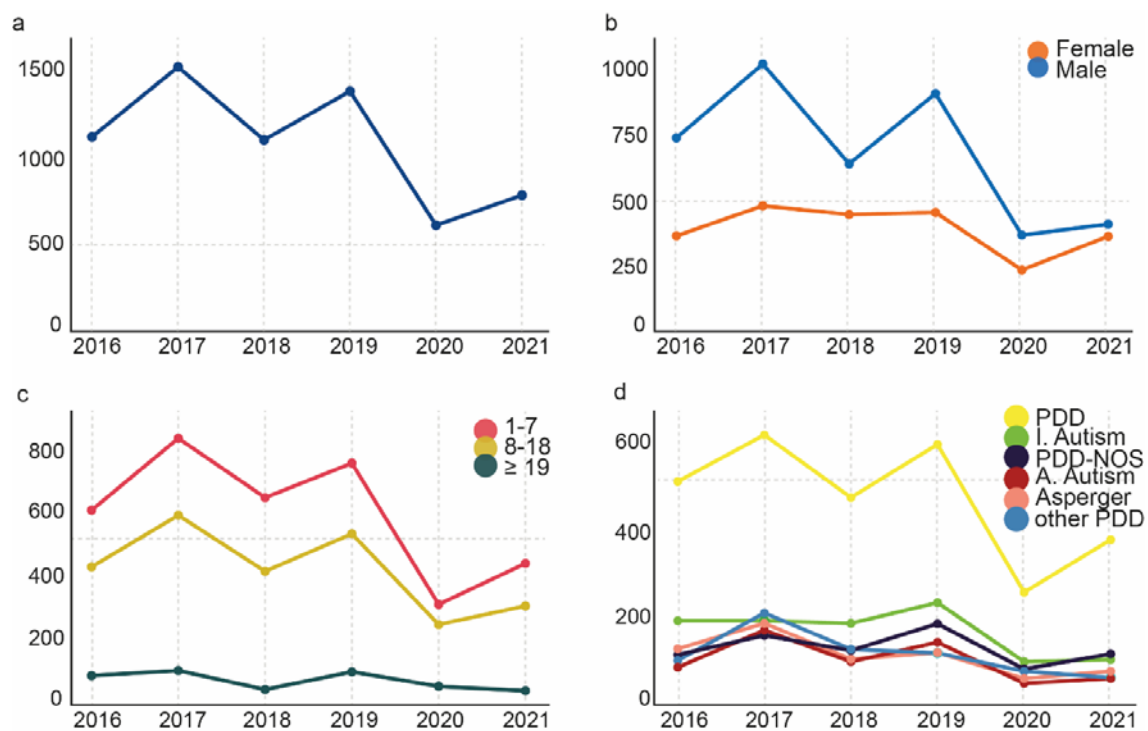 a
1500
1000
500
0
2016 2017 2018 2019 2020 2021
b
Female
Male
1000
750
500
250
0
2016 2017 2018 2019 2020 2021
c
1-7
8-18
≥ 19
800
600
400
200
0
2016 2017 2018 2019 2020 2021
d
PDD
I. Autism
PDD-NOS
A. Autism
Asperger
other PDD
600
400
200
0
2016 2017 2018 2019 2020 2021